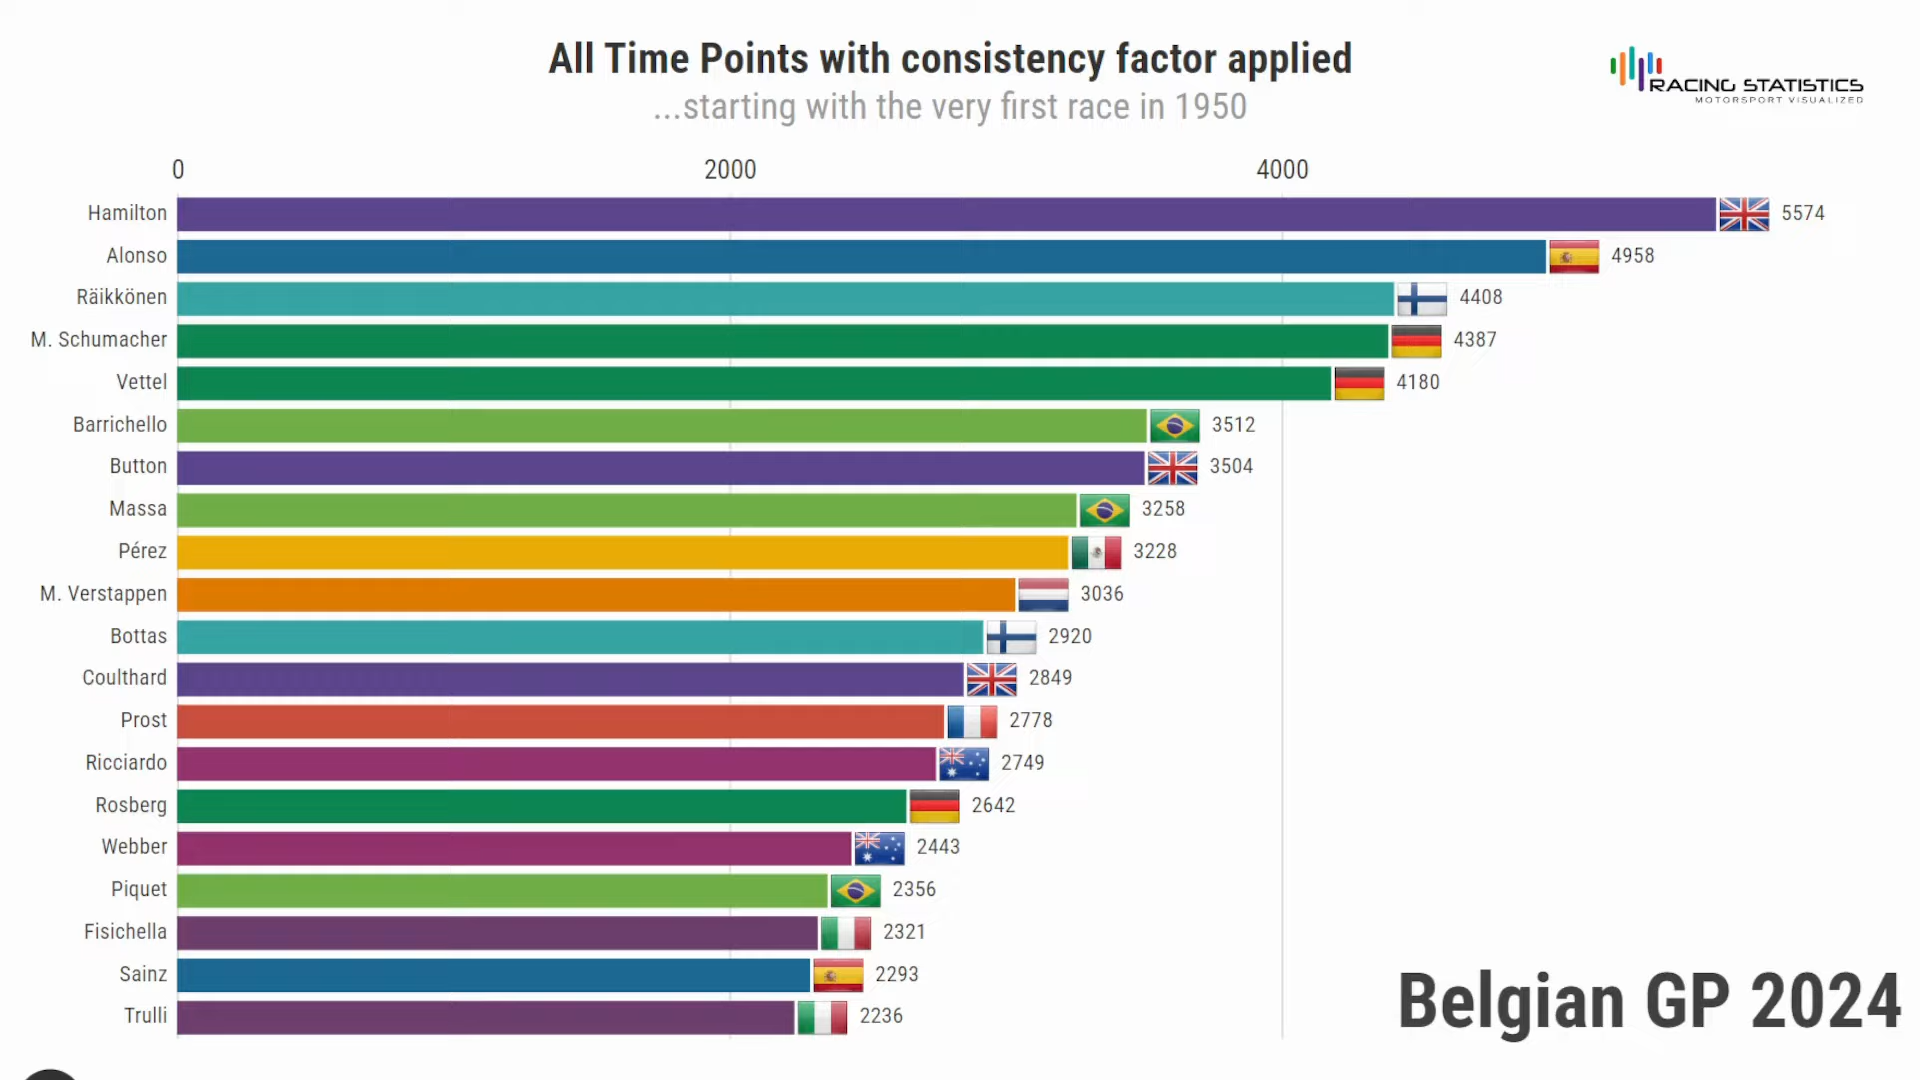 All Time Points with consistency factor applied
...starting with the very first race in 1950
RACING STATISTICS
MOTORSPORT VISUALIZED
0 2000 4000
Hamilton 5574
Alonso 4958
Räikkönen 4408
M. Schumacher 4387
Vettel 4180
Barrichello 3512
Button 3504
Massa 3258
Pérez 3228
M. Verstappen 3036
Bottas 2920
Coulthard 2849
Prost 2778
Ricciardo 2749
Rosberg 2642
Webber 2443
Piquet 2356
Fisichella 2321
Sainz 2293
Trulli 2236
Belgian GP 2024